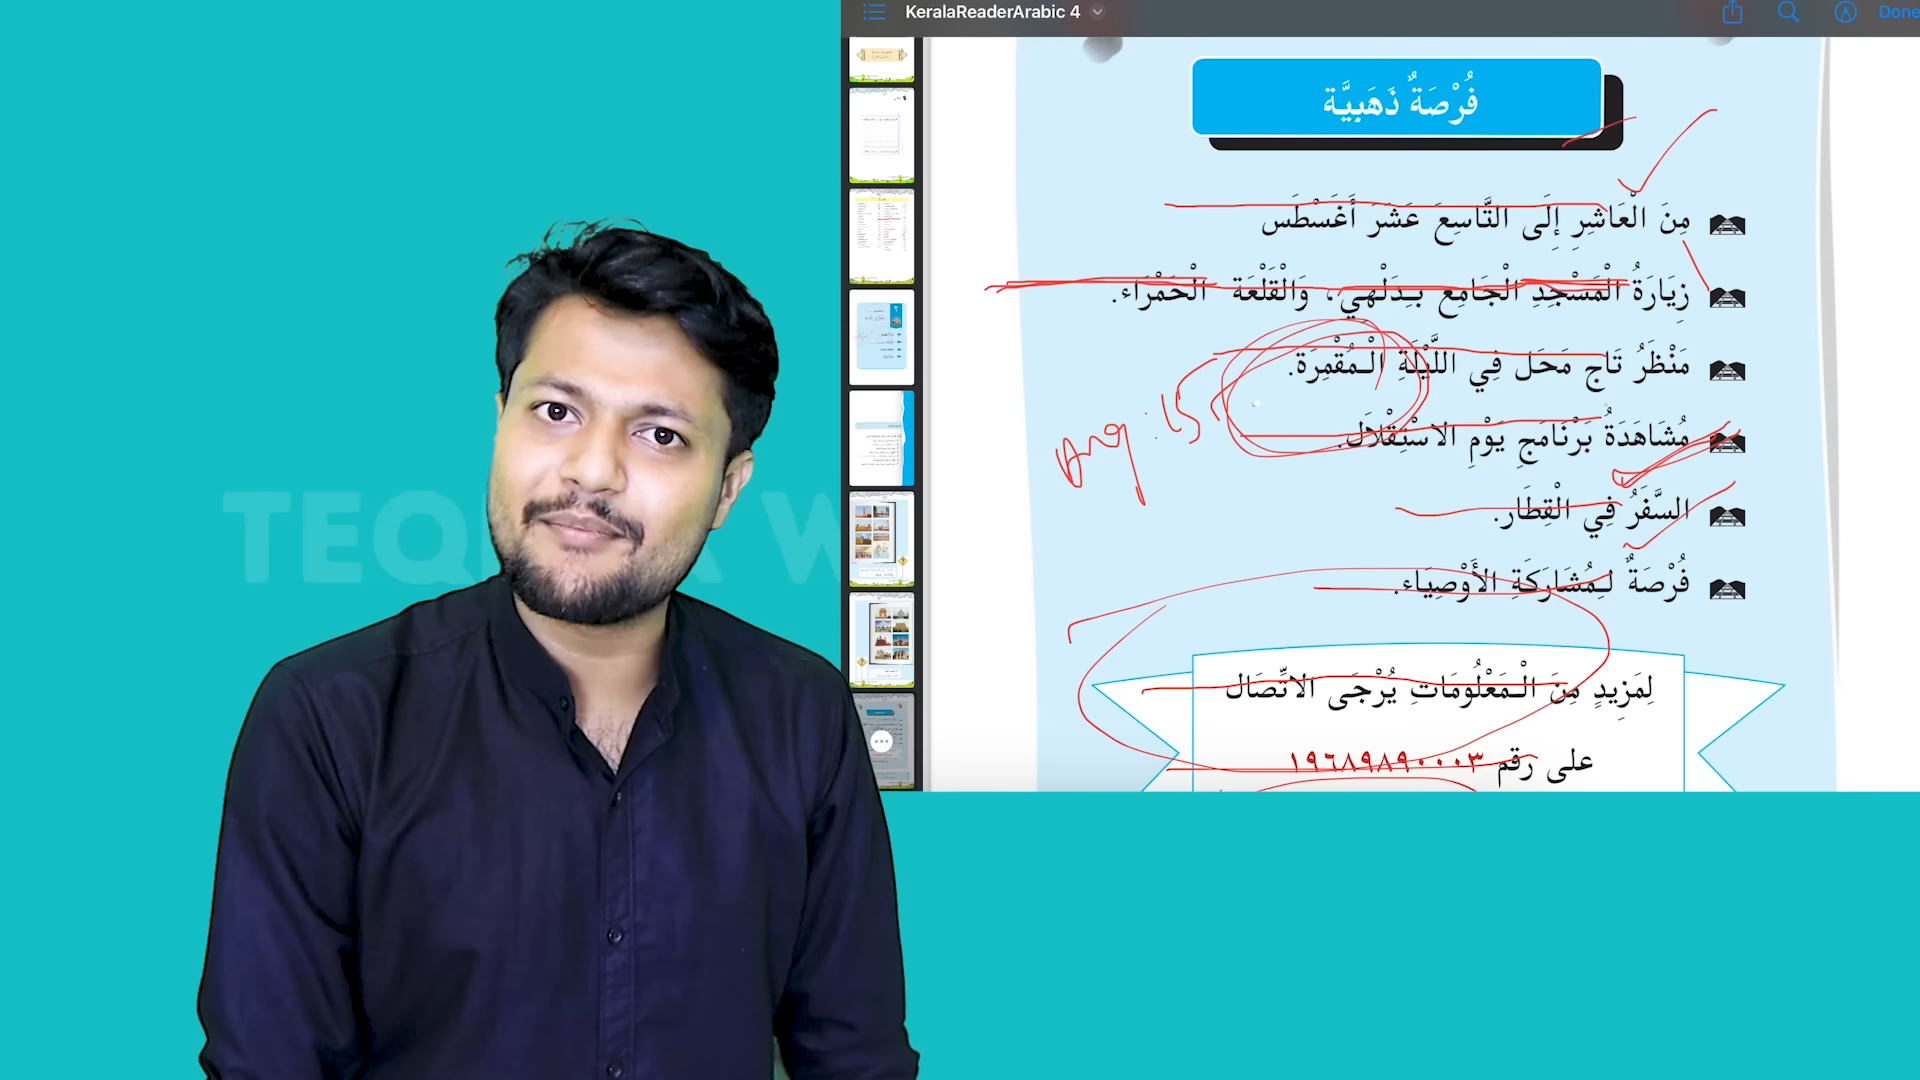 KeralaReaderArabic 4
Done
فُرْصَةٌ ذَهَبِيَّة
مِنَ الْعَاشِرِ إِلَى التَّاسِعَ عَشَرَ أَغَسْطَس
زِيَارَةُ الْمَسْجِدِ الْجَامِعِ بِدَلْهِي، وَالْقَلْعَة الْحَمْرَاء.
مَنْظَرُ تَاج مَحَل فِي اللَّيْلَةِ الْمُقْمِرَة.
مُشَاهَدَةُ بَرْنَامَجِ يَوْمِ الاسْتِقْلَال.
Aug. 15
السَّفَرُ فِي الْقِطَار.
فُرْصَةٌ لِمُشَارَكَةِ الأَوْصِيَاء.
لِمَزِيدٍ مِنَ الْمَعْلُومَاتِ يُرْجَى الاتِّصَال
على رقم ١٩٦٨٩٨٩٠٠٠٣